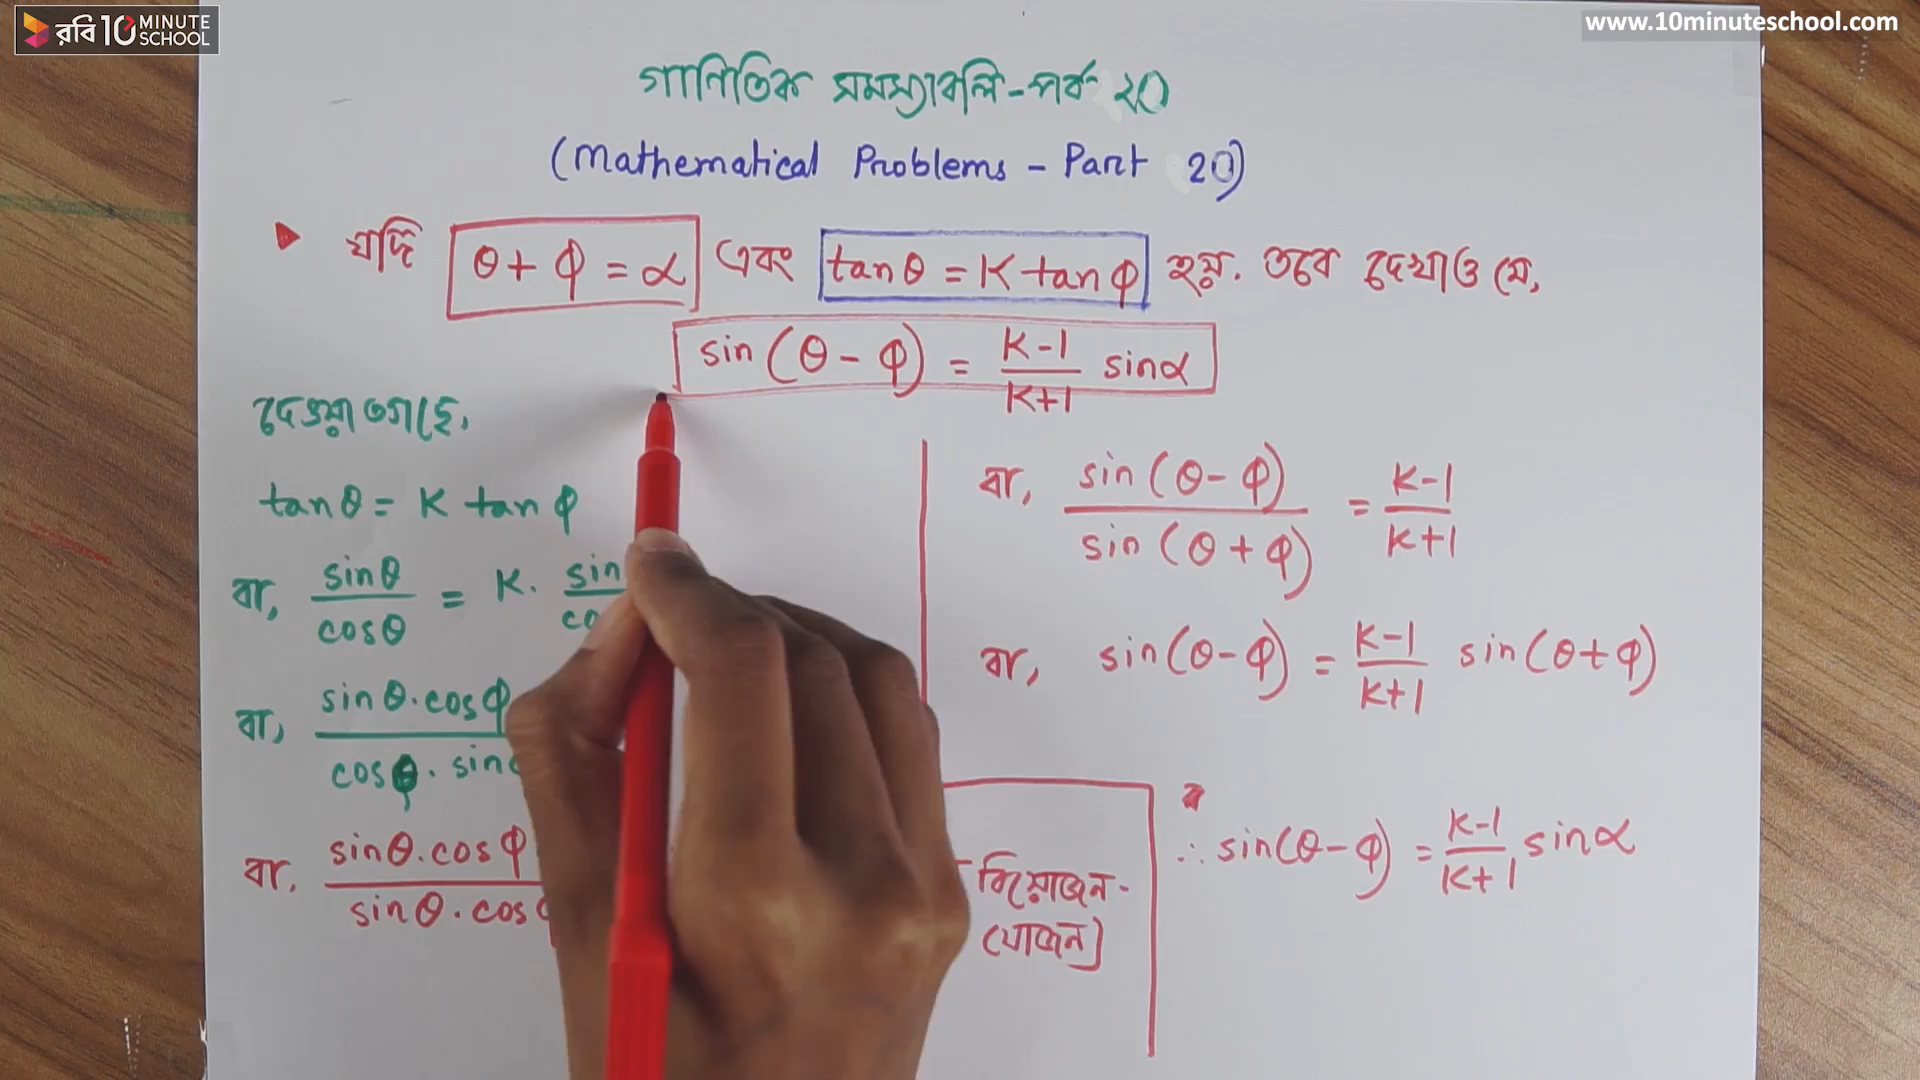 রবি 10 MINUTE SCHOOL
www.10minuteschool.com
গাণিতিক সমস্যাবলি-পর্ব ২০
(Mathematical Problems - Part 20)
যদি θ + φ = α এবং tanθ = K tanφ হয়. তবে দেখাও যে,
sin(θ - φ) = K-1/K+1 sinα
দেওয়া আছে,
tanθ = K tanφ
বা, sinθ/cosθ = K. sin
বা, sinθ.cosφ
cosθ. sin
বা. sinθ.cosφ
sinθ.cos
বিয়োজন-
যোজন]
বা, sin(θ-φ)/sin(θ+φ) = K-1/K+1
বা, sin(θ-φ) = K-1/K+1 sin(θ+φ)
∴ sin(θ-φ) = K-1/K+1 sinα